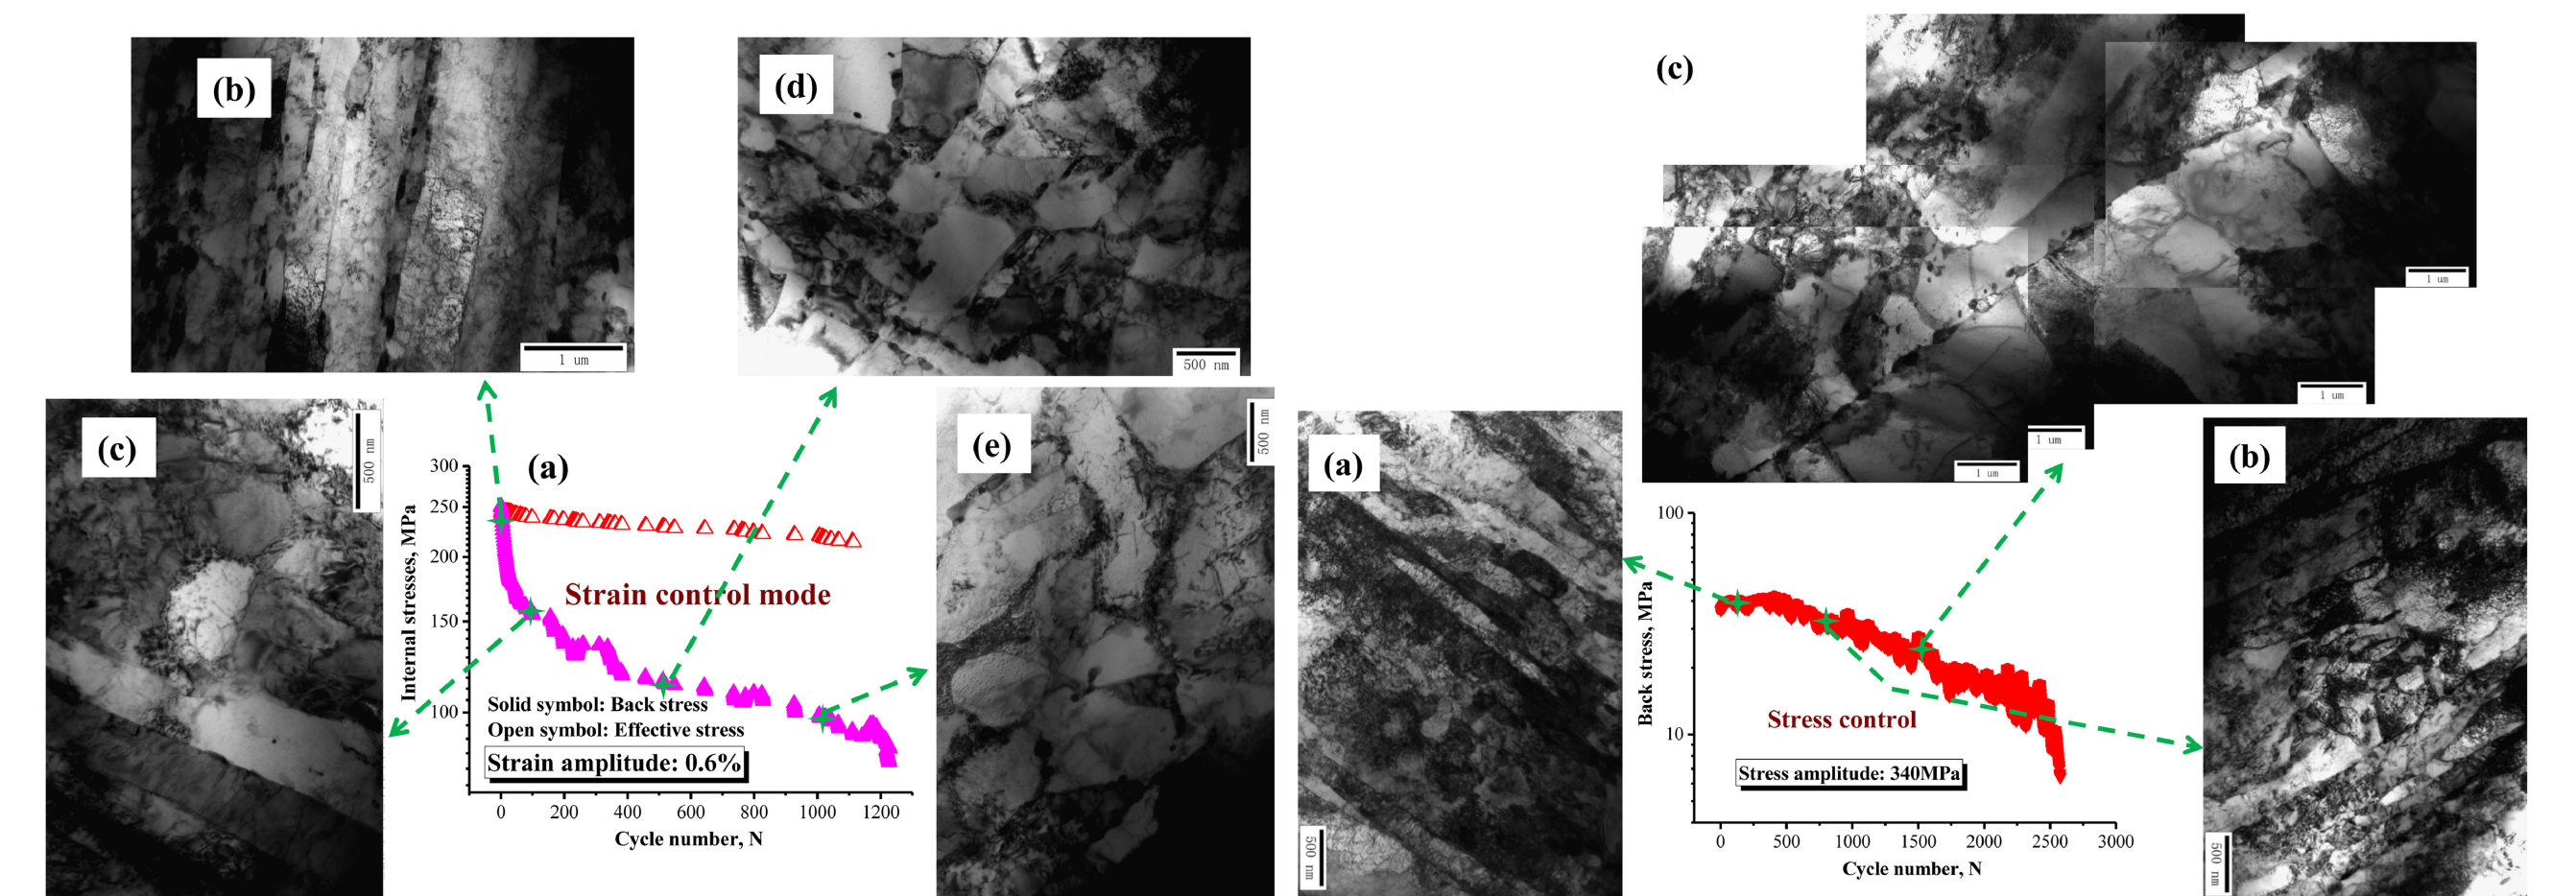 (b)
1 um
(d)
500 nm
(c)
500 nm
(e)
500 nm
(a)
Internal stresses, MPa
300
250
200
150
100
Strain control mode
Solid symbol: Back stress
Open symbol: Effective stress
Strain amplitude: 0.6%
0 200 400 600 800 1000 1200
Cycle number, N
(c)
1 um
1 um
1 um
1 um
(a)
500 nm
(b)
500 nm
Back stress, MPa
100
10
Stress control
Stress amplitude: 340MPa
0 500 1000 1500 2000 2500 3000
Cycle number, N